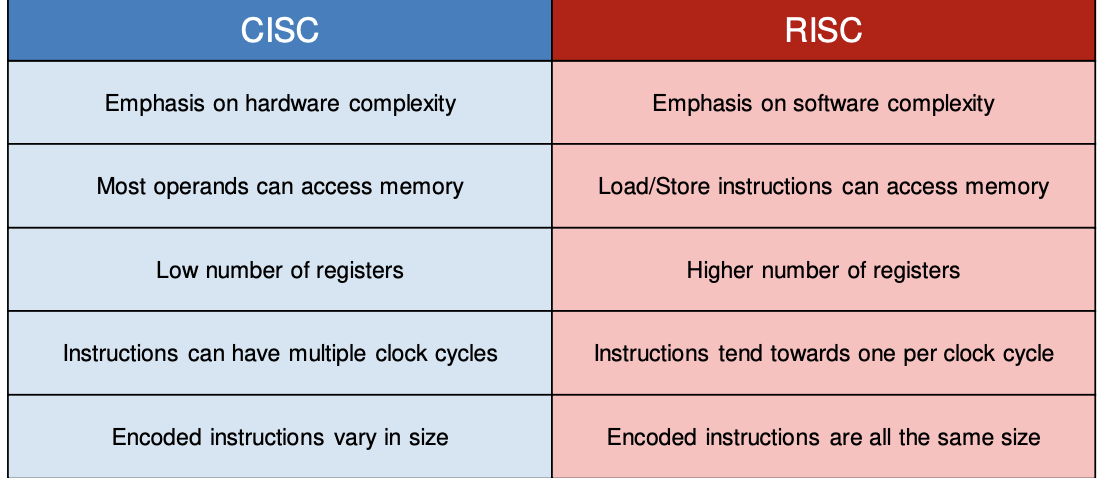 CISC
RISC
Emphasis on hardware complexity
Emphasis on software complexity
Most operands can access memory
Load/Store instructions can access memory
Low number of registers
Higher number of registers
Instructions can have multiple clock cycles
Instructions tend towards one per clock cycle
Encoded instructions vary in size
Encoded instructions are all the same size